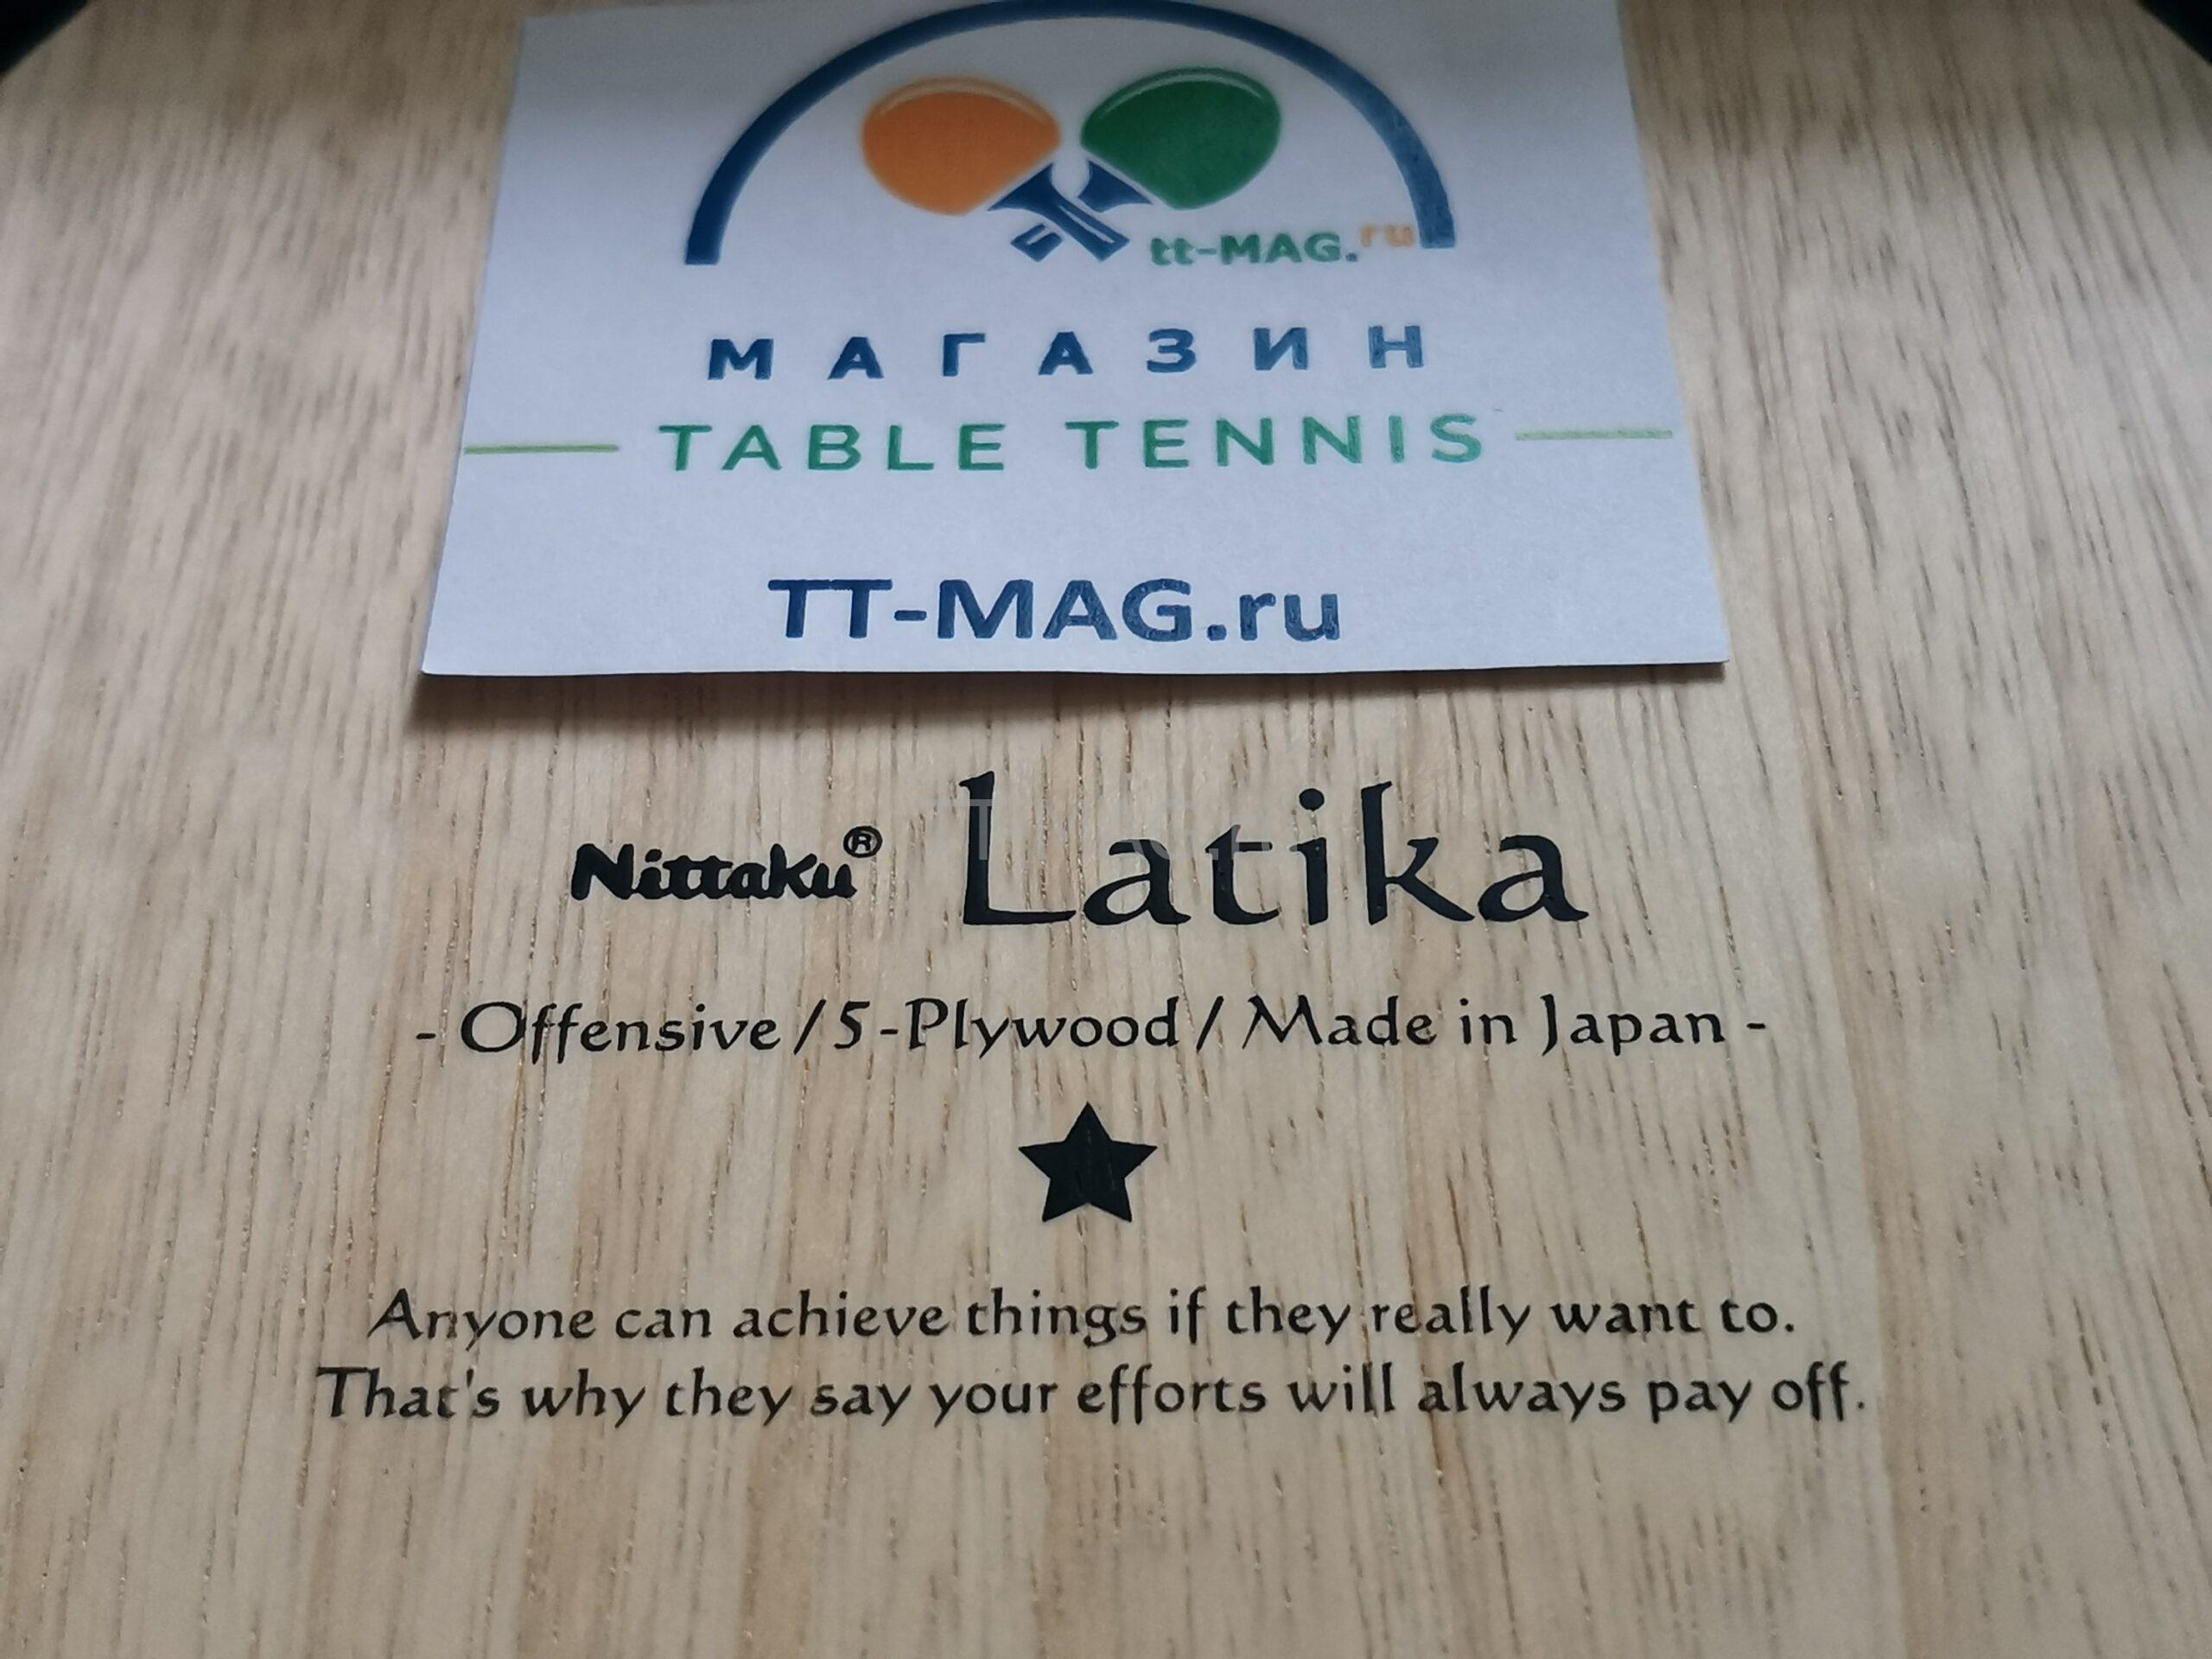 tt-MAG.ru
МАГАЗИН
TABLE TENNIS
TT-MAG.ru
Nittaku® Latika
- Offensive / 5 -Plywood / Made in Japan -
Anyone can achieve things if they really want to.
That's why they say your efforts will always pay off.